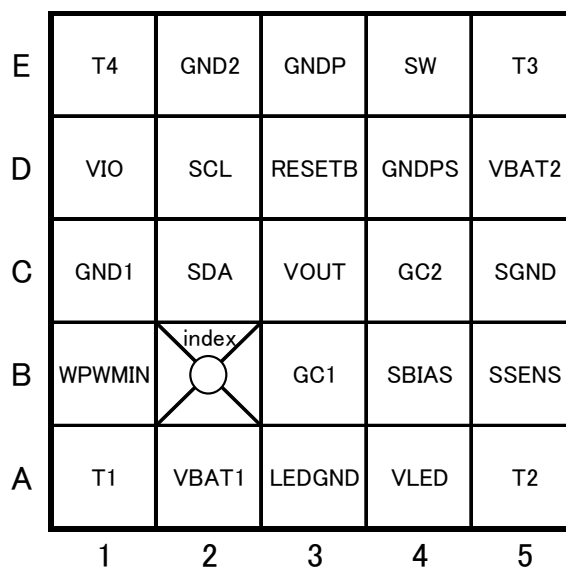 E T4 GND2 GNDP SW T3
D VIO SCL RESETB GNDPS VBAT2
C GND1 SDA VOUT GC2 SGND
index
B WPWMIN GC1 SBIAS SSENS
A T1 VBAT1 LEDGND VLED T2
1 2 3 4 5